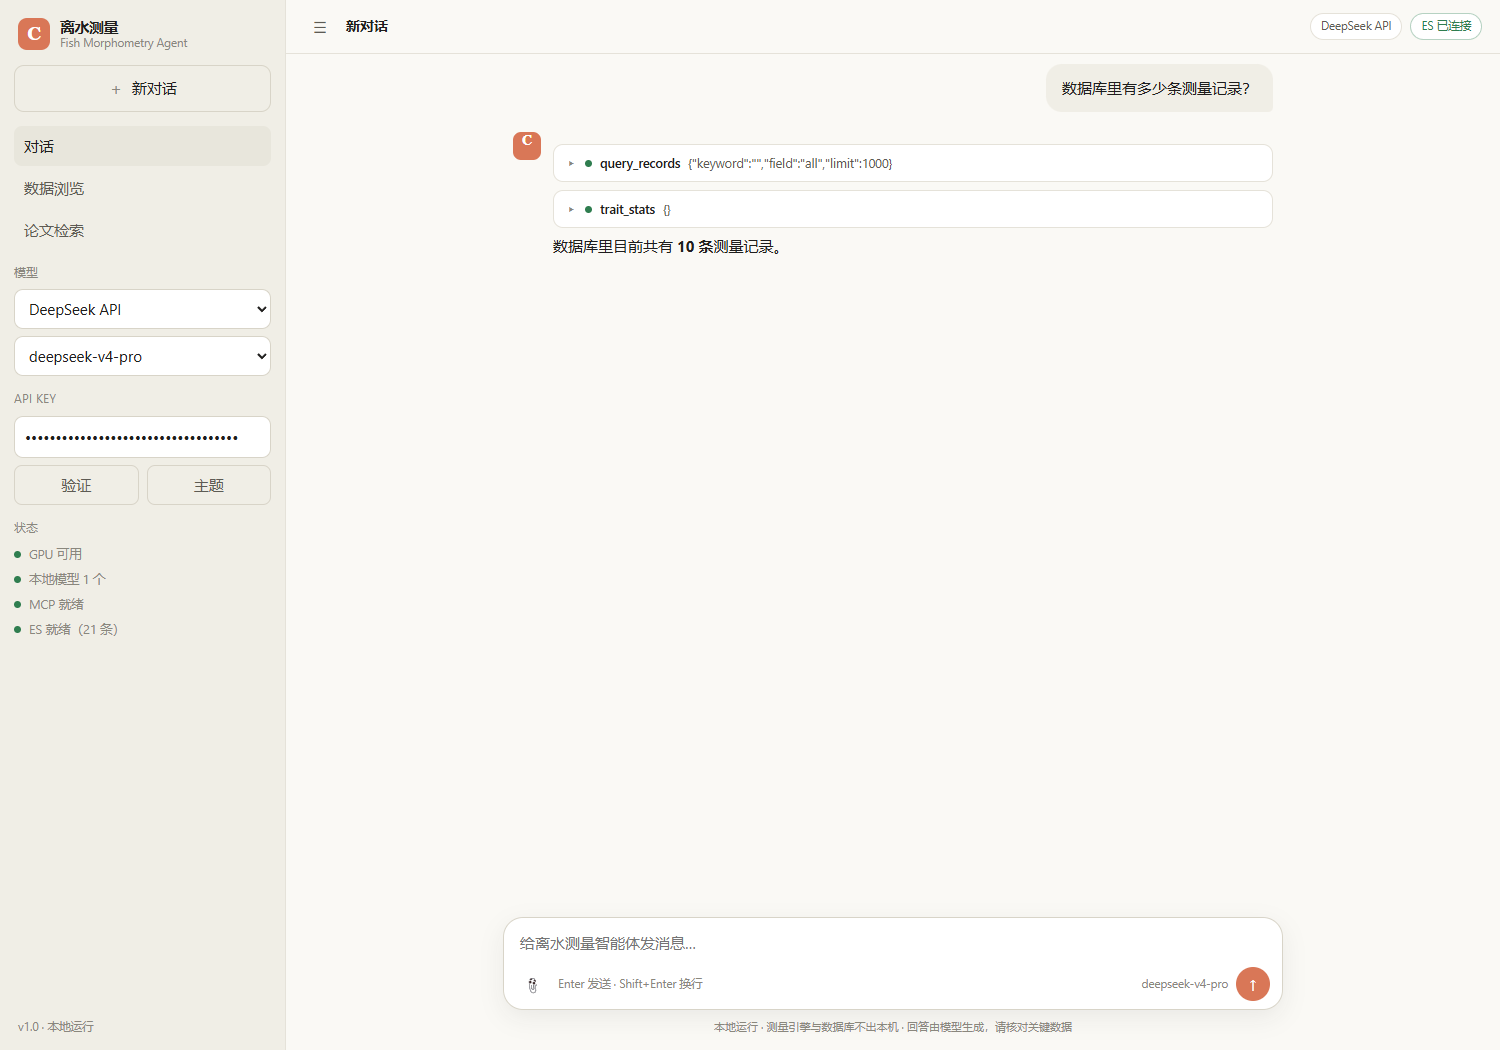 C
离水测量
Fish Morphometry Agent
+ 新对话
对话
数据浏览
论文检索
模型
DeepSeek API
deepseek-v4-pro
API KEY
•••••••••••••••••••••••••••••••••••
验证
主题
状态
GPU 可用
本地模型 1 个
MCP 就绪
ES 就绪（21 条）
v1.0 · 本地运行
☰ 新对话
DeepSeek API
ES 已连接
数据库里有多少条测量记录？
C
▸ ● query_records {"keyword":"","field":"all","limit":1000}
▸ ● trait_stats {}
数据库里目前共有 10 条测量记录。
给离水测量智能体发消息...
Enter 发送 · Shift+Enter 换行
deepseek-v4-pro
↑
本地运行 · 测量引擎与数据库不出本机 · 回答由模型生成，请核对关键数据